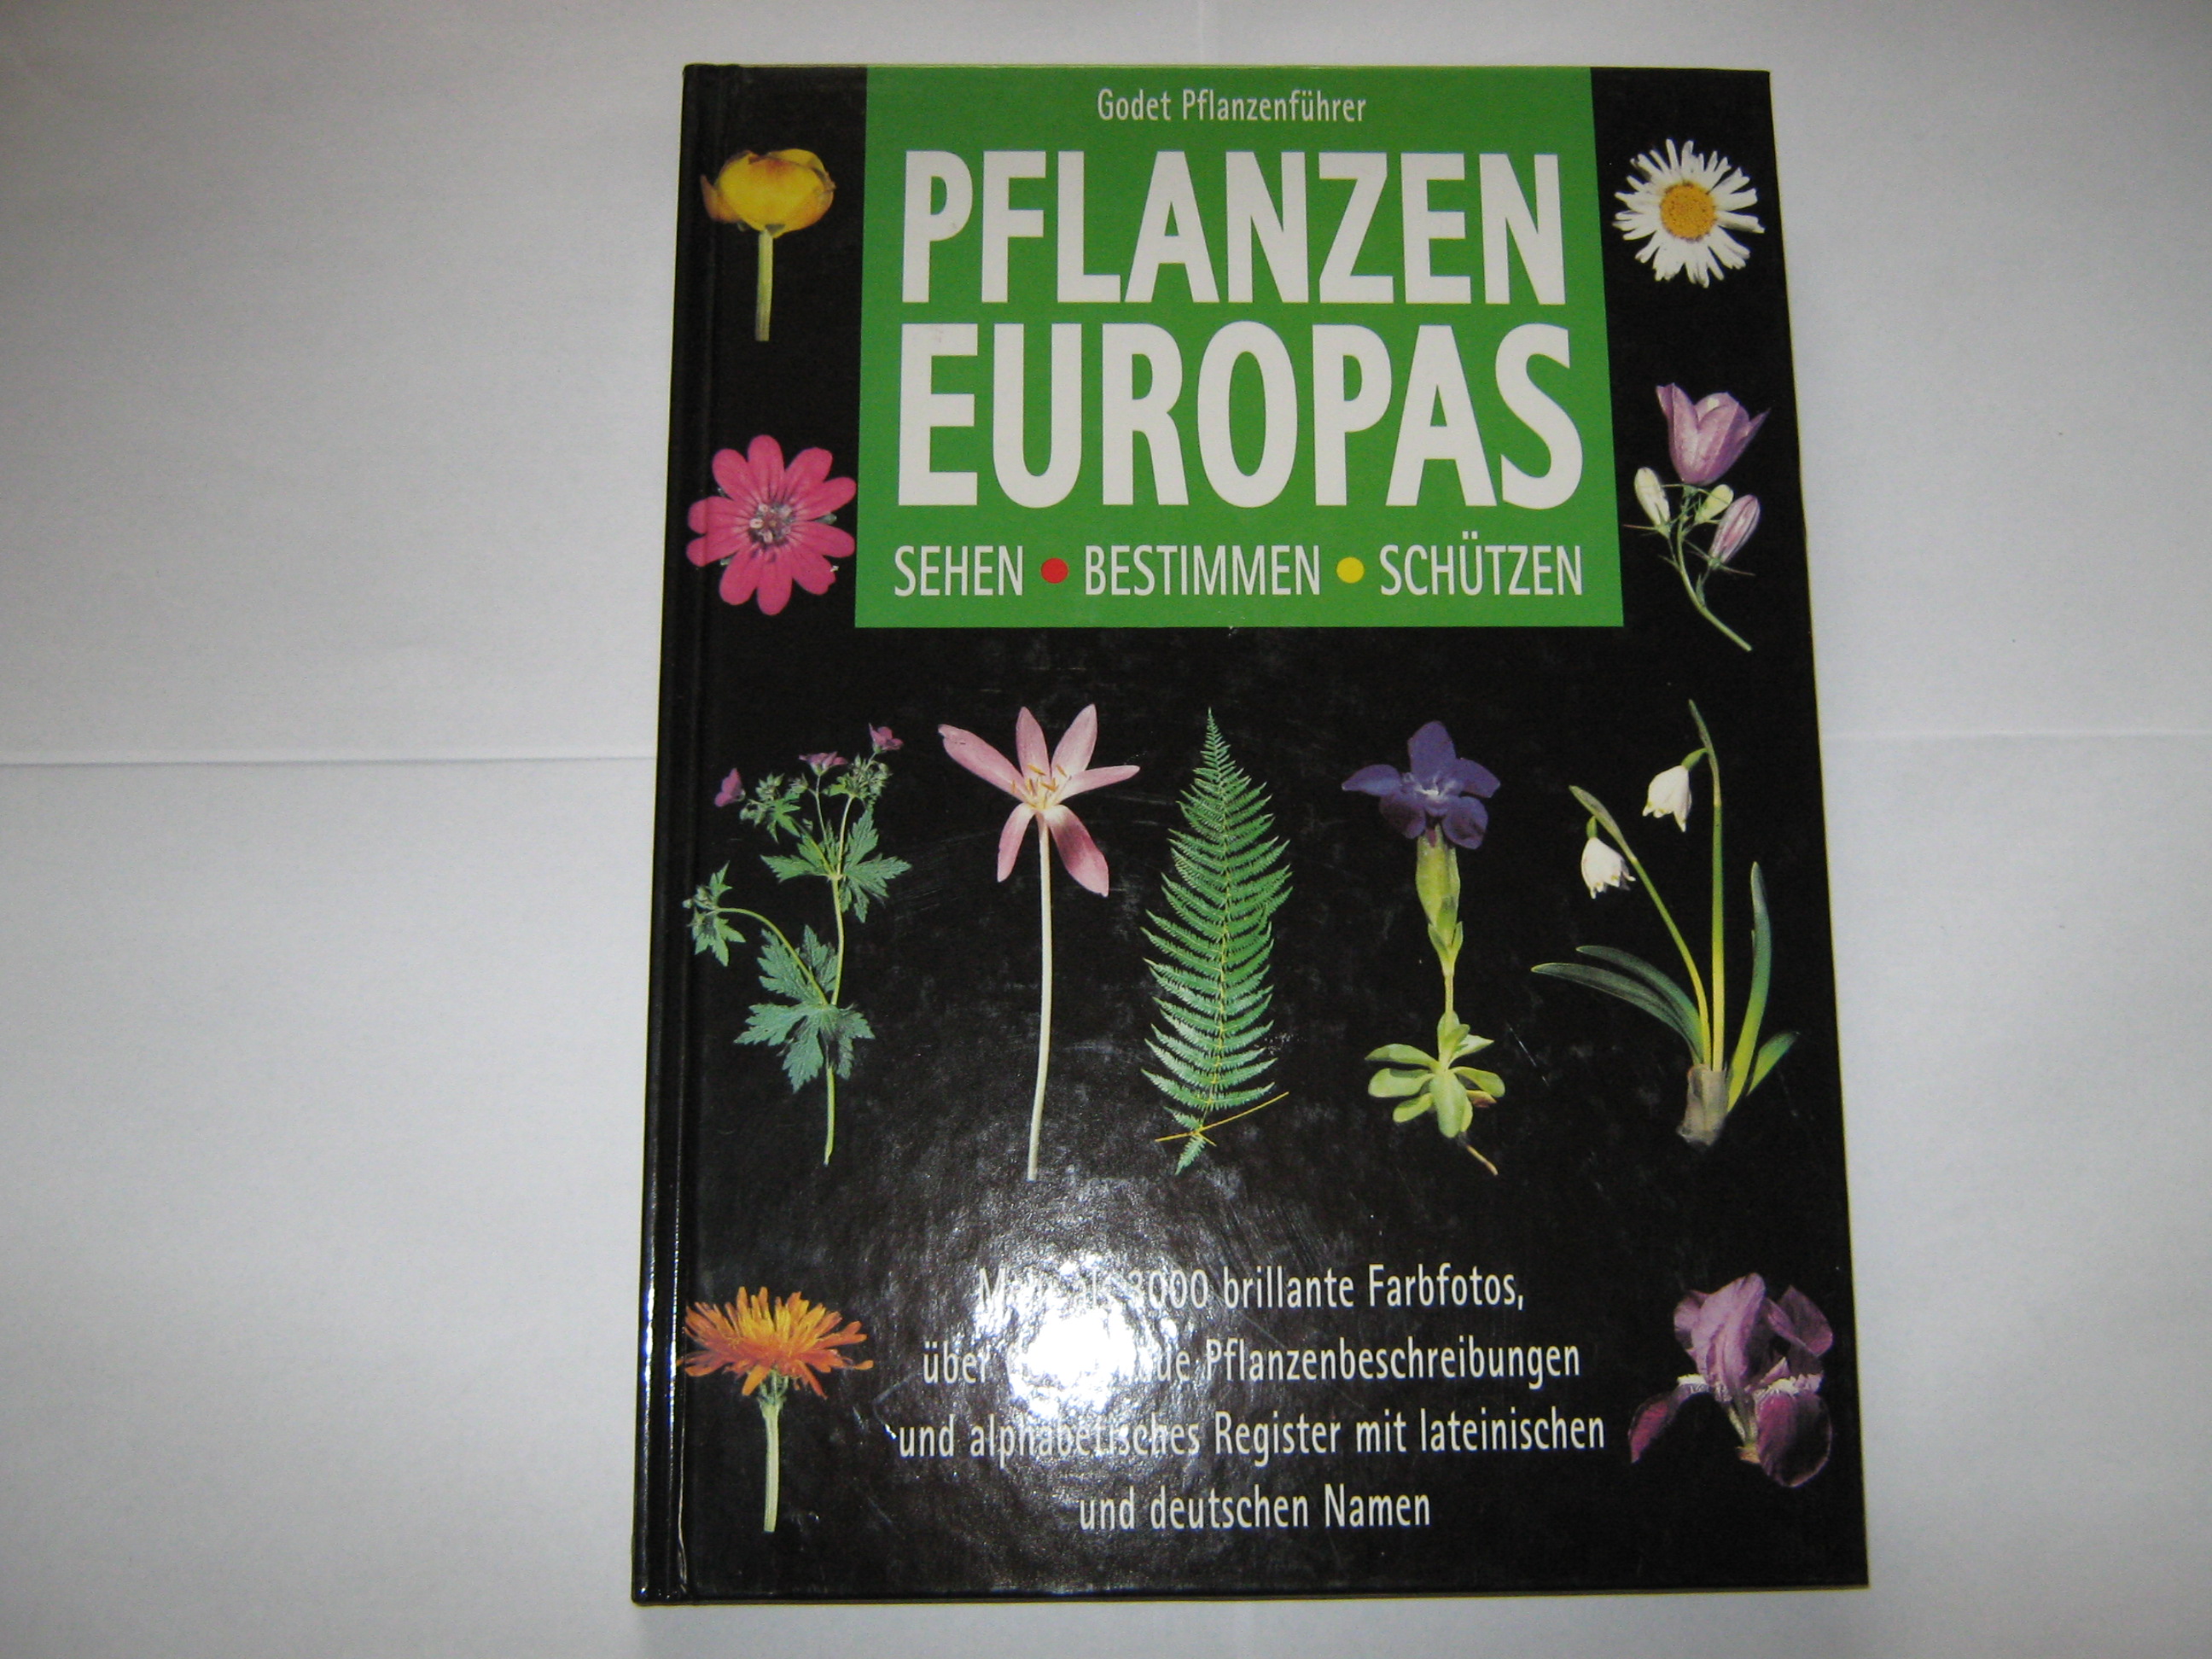 Godet Pflanzenführer
PFLANZEN
EUROPAS
SEHEN • BESTIMMEN • SCHÜTZEN
3000 brillante Farbfotos,
über Pflanzenbeschreibungen
und alphabetisches Register mit lateinischen
und deutschen Namen